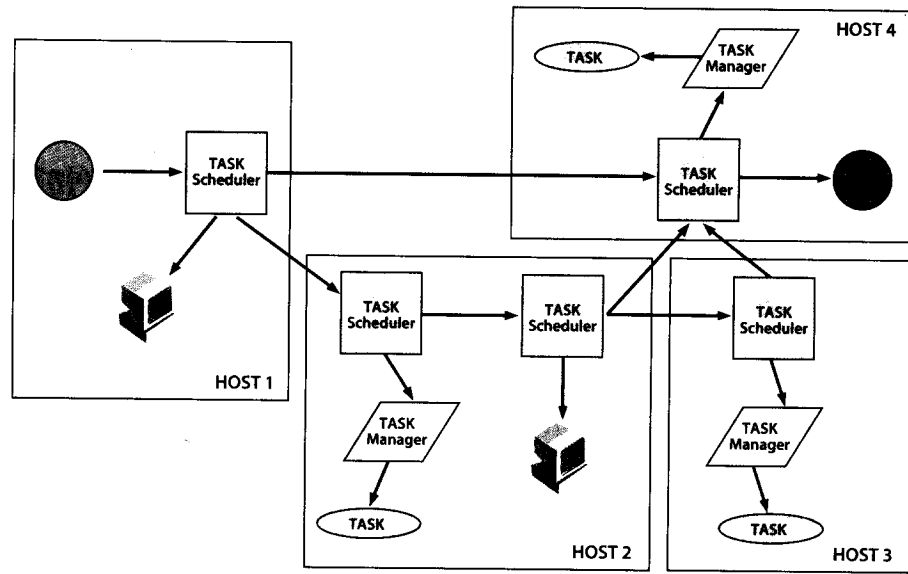 HOST 4
TASK
TASK
Manager
TASK
Scheduler
TASK
Scheduler
HOST 1
TASK
Scheduler
TASK
Scheduler
TASK
Manager
TASK
HOST 2
TASK
Scheduler
TASK
Manager
TASK
HOST 3